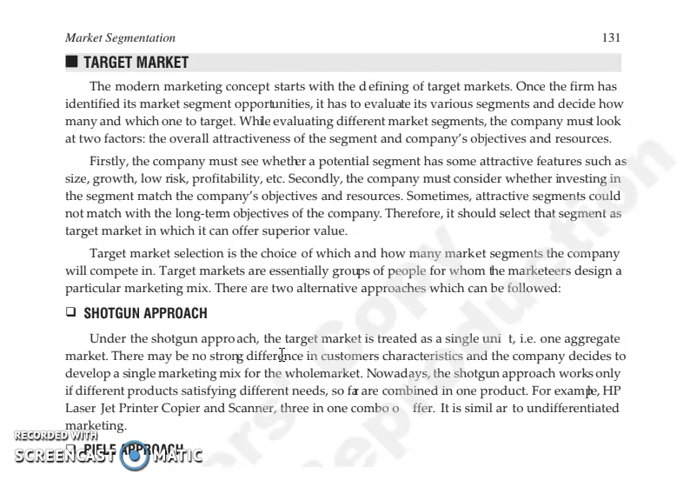 Market Segmentation 131
■ TARGET MARKET
The modern marketing concept starts with the defining of target markets. Once the firm has
identified its market segment opportunities, it has to evaluate its various segments and decide how
many and which one to target. While evaluating different market segments, the company must look
at two factors: the overall attractiveness of the segment and company's objectives and resources.
Firstly, the company must see whether a potential segment has some attractive features such as
size, growth, low risk, profitability, etc. Secondly, the company must consider whether investing in
the segment match the company's objectives and resources. Sometimes, attractive segments could
not match with the long-term objectives of the company. Therefore, it should select that segment as
target market in which it can offer superior value.
Target market selection is the choice of which and how many market segments the company
will compete in. Target markets are essentially groups of people for whom the marketeers design a
particular marketing mix. There are two alternative approaches which can be followed:
❑ SHOTGUN APPROACH
Under the shotgun approach, the target market is treated as a single unit, i.e. one aggregate
market. There may be no strong difference in customers characteristics and the company decides to
develop a single marketing mix for the whole market. Nowadays, the shotgun approach works only
if different products satisfying different needs, so far are combined in one product. For example, HP
Laser Jet Printer Copier and Scanner, three in one combo offer. It is similar to undifferentiated
marketing.
❑ RIFLE APPROACH
RECORDED WITH
SCREENCAST MATIC